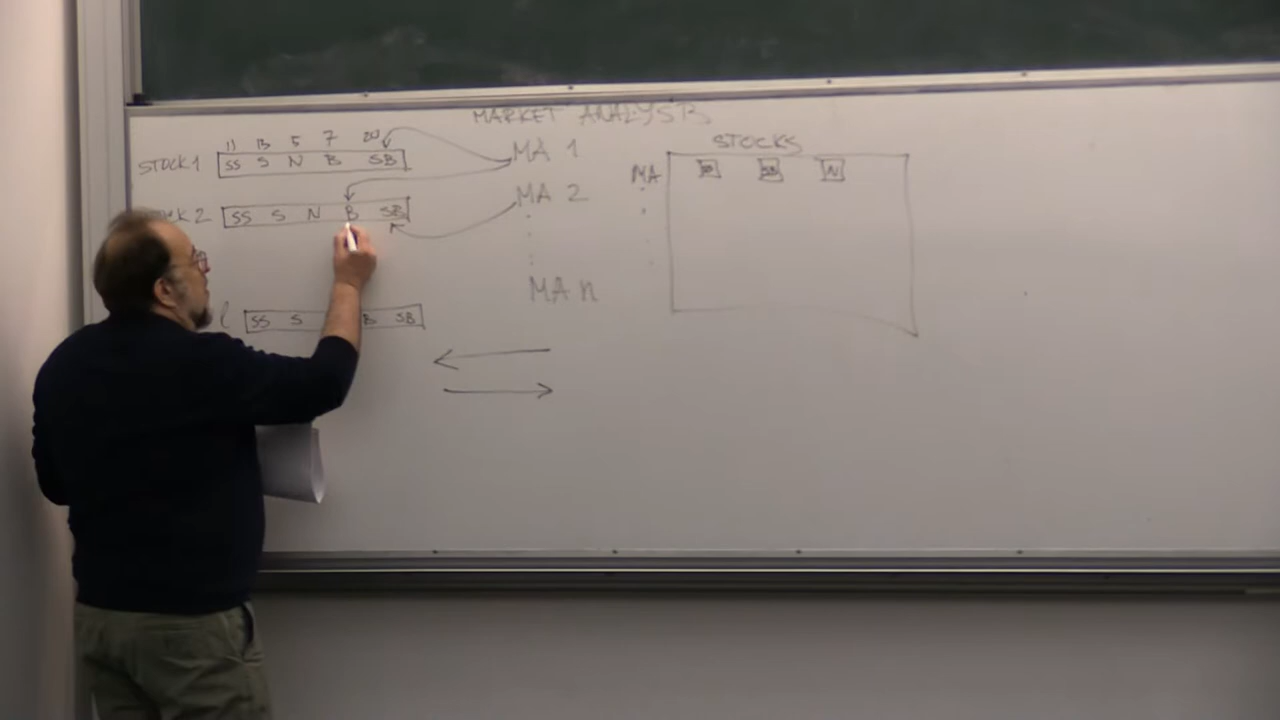 MARKET ANALYSTS
11 13 5 7 20
STOCK 1 SS S N B SB
MA 1
STOCKS
MA
SB
N
2 SS S N B SB
MA 2
MA n
l SS S B SB